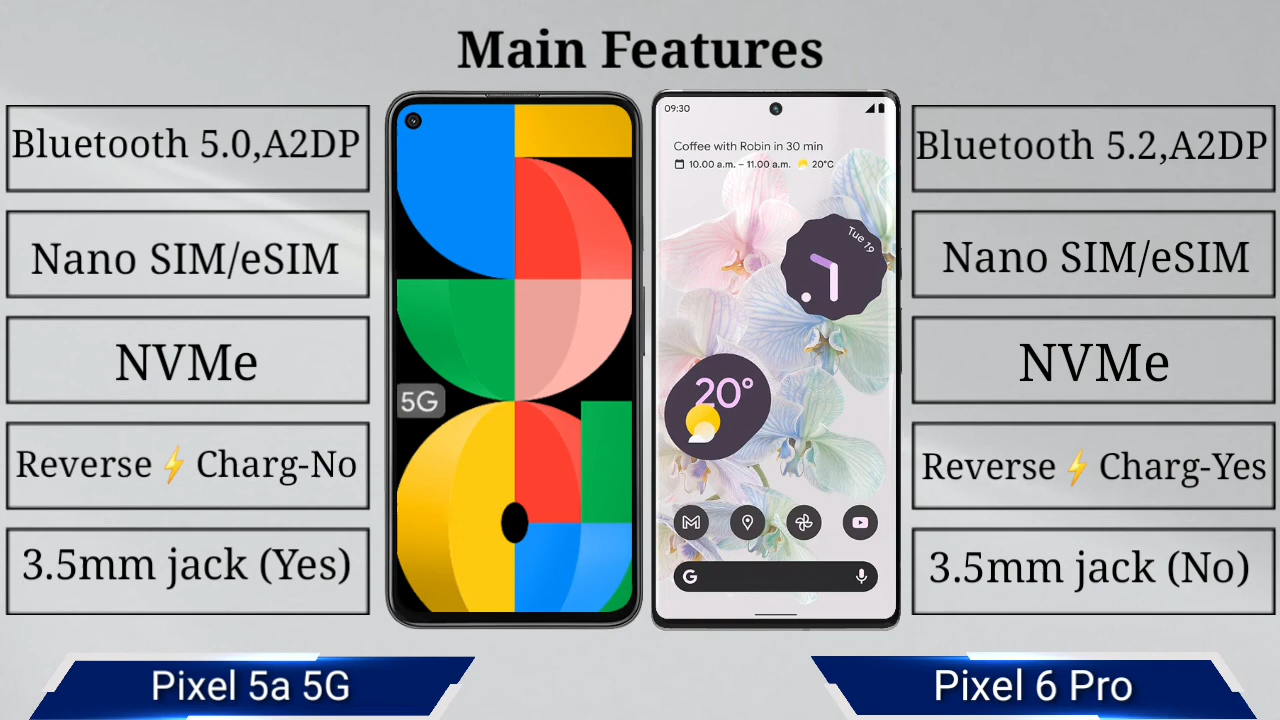 Main Features
Bluetooth 5.0,A2DP
Nano SIM/eSIM
NVMe
Reverse⚡Charg-No
3.5mm jack (Yes)
5G
09:30
Coffee with Robin in 30 min
10.00 a.m. – 11.00 a.m. 20°C
Tue 19
20°
G
Bluetooth 5.2,A2DP
Nano SIM/eSIM
NVMe
Reverse⚡Charg-Yes
3.5mm jack (No)
Pixel 5a 5G
Pixel 6 Pro